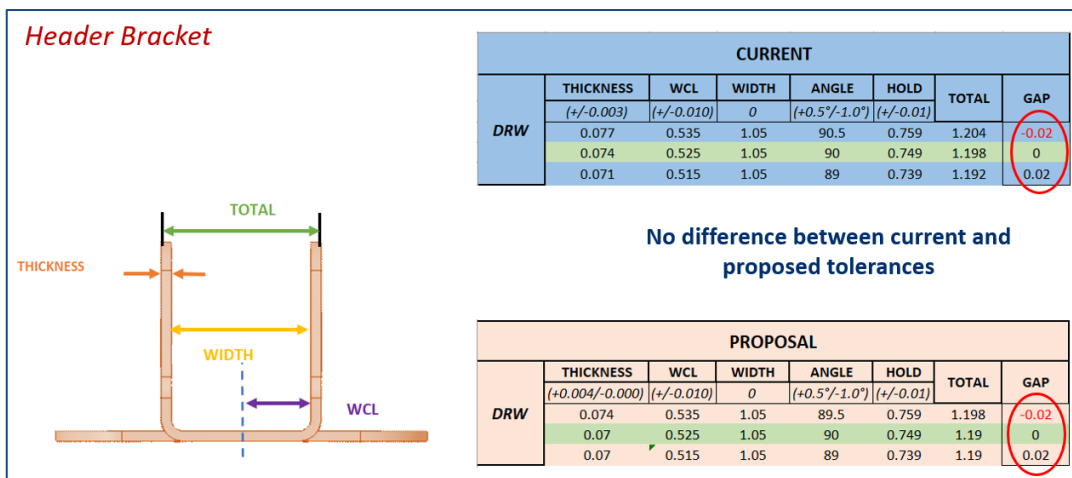 Header Bracket
CURRENT
DRW
THICKNESS WCL WIDTH ANGLE HOLD TOTAL GAP
(+/-0.003) (+/-0.010) 0 (+0.5°/-1.0°) (+/-0.01)
0.077 0.535 1.05 90.5 0.759 1.204 -0.02
0.074 0.525 1.05 90 0.749 1.198 0
0.071 0.515 1.05 89 0.739 1.192 0.02
TOTAL
THICKNESS
WIDTH
WCL
No difference between current and
proposed tolerances
PROPOSAL
DRW
THICKNESS WCL WIDTH ANGLE HOLD TOTAL GAP
(+0.004/-0.000) (+/-0.010) 0 (+0.5°/-1.0°) (+/-0.01)
0.074 0.535 1.05 89.5 0.759 1.198 -0.02
0.07 0.525 1.05 90 0.749 1.19 0
0.07 0.515 1.05 89 0.739 1.19 0.02